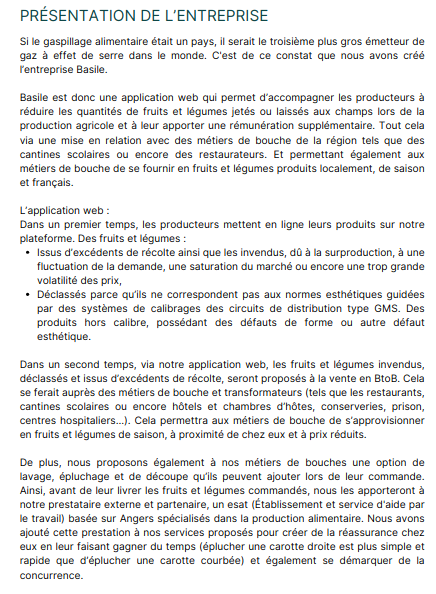 PRÉSENTATION DE L'ENTREPRISE
Si le gaspillage alimentaire était un pays, il serait le troisième plus gros émetteur de
gaz à effet de serre dans le monde. C'est de ce constat que nous avons créé
l'entreprise Basile.
Basile est donc une application web qui permet d'accompagner les producteurs à
réduire les quantités de fruits et légumes jetés ou laissés aux champs lors de la
production agricole et à leur apporter une rémunération supplémentaire. Tout cela
via une mise en relation avec des métiers de bouche de la région tels que des
cantines scolaires ou encore des restaurateurs. Et permettant également aux
métiers de bouche de se fournir en fruits et légumes produits localement, de saison
et français.
L'application web :
Dans un premier temps, les producteurs mettent en ligne leurs produits sur notre
plateforme. Des fruits et légumes :
• Issus d'excédents de récolte ainsi que les invendus, dû à la surproduction, à une
fluctuation de la demande, une saturation du marché ou encore une trop grande
volatilité des prix,
• Déclassés parce qu'ils ne correspondent pas aux normes esthétiques guidées
par des systèmes de calibrages des circuits de distribution type GMS. Des
produits hors calibre, possédant des défauts de forme ou autre défaut
esthétique.
Dans un second temps, via notre application web, les fruits et légumes invendus,
déclassés et issus d'excédents de récolte, seront proposés à la vente en BtoB. Cela
se ferait auprès des métiers de bouche et transformateurs (tels que les restaurants,
cantines scolaires ou encore hôtels et chambres d'hôtes, conserveries, prison,
centres hospitaliers...). Cela permettra aux métiers de bouche de s'approvisionner
en fruits et légumes de saison, à proximité de chez eux et à prix réduits.
De plus, nous proposons également à nos métiers de bouches une option de
lavage, épluchage et de découpe qu'ils peuvent ajouter lors de leur commande.
Ainsi, avant de leur livrer les fruits et légumes commandés, nous les apporteront à
notre prestataire externe et partenaire, un esat (Établissement et service d'aide par
le travail) basée sur Angers spécialisés dans la production alimentaire. Nous avons
ajouté cette prestation à nos services proposés pour créer de la réassurance chez
eux en leur faisant gagner du temps (éplucher une carotte droite est plus simple et
rapide que d'éplucher une carotte courbée) et également se démarquer de la
concurrence.